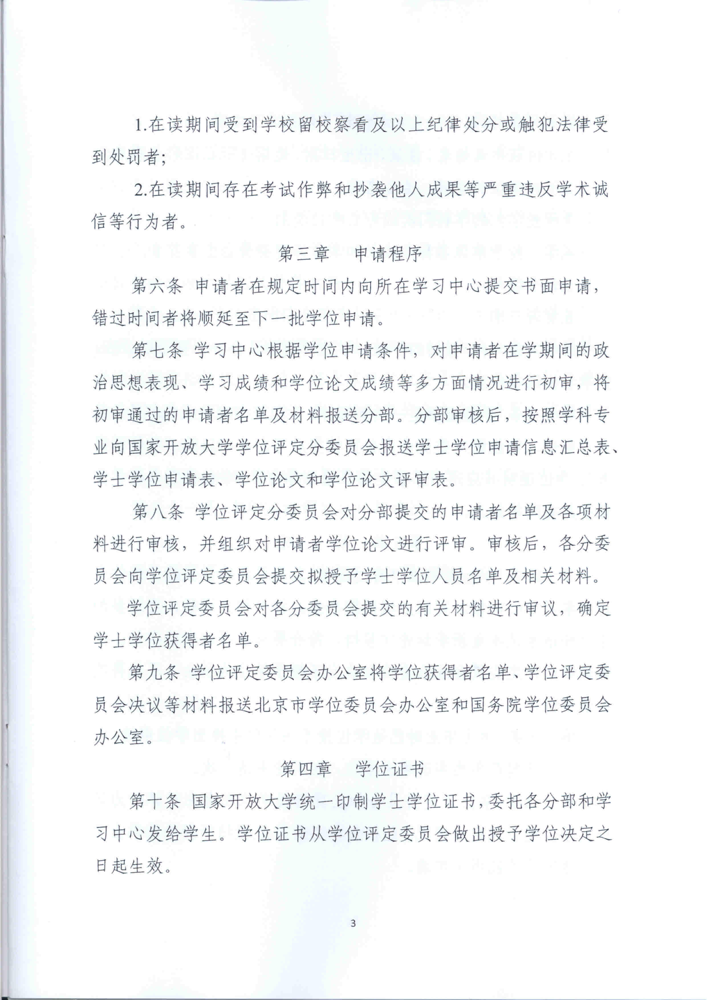 1.在读期间受到学校留校察看及以上纪律处分或触犯法律受
到处罚者;
2.在读期间存在考试作弊和抄袭他人成果等严重违反学术诚
信等行为者。
第三章 申请程序
第六条 申请者在规定时间内向所在学习中心提交书面申请，
错过时间者将顺延至下一批学位申请。
第七条 学习中心根据学位申请条件，对申请者在学期间的政
治思想表现、学习成绩和学位论文成绩等多方面情况进行初审，将
初审通过的申请者名单及材料报送分部。分部审核后，按照学科专
业向国家开放大学学位评定分委员会报送学士学位申请信息汇总表、
学士学位申请表、学位论文和学位论文评审表。
第八条 学位评定分委员会对分部提交的申请者名单及各项材
料进行审核，并组织对申请者学位论文进行评审。审核后，各分委
员会向学位评定委员会提交拟授予学士学位人员名单及相关材料。
学位评定委员会对各分委员会提交的有关材料进行审议，确定
学士学位获得者名单。
第九条 学位评定委员会办公室将学位获得者名单、学位评定委
员会决议等材料报送北京市学位委员会办公室和国务院学位委员会
办公室。
第四章 学位证书
第十条 国家开放大学统一印制学士学位证书，委托各分部和学
习中心发给学生。学位证书从学位评定委员会做出授予学位决定之
日起生效。
3